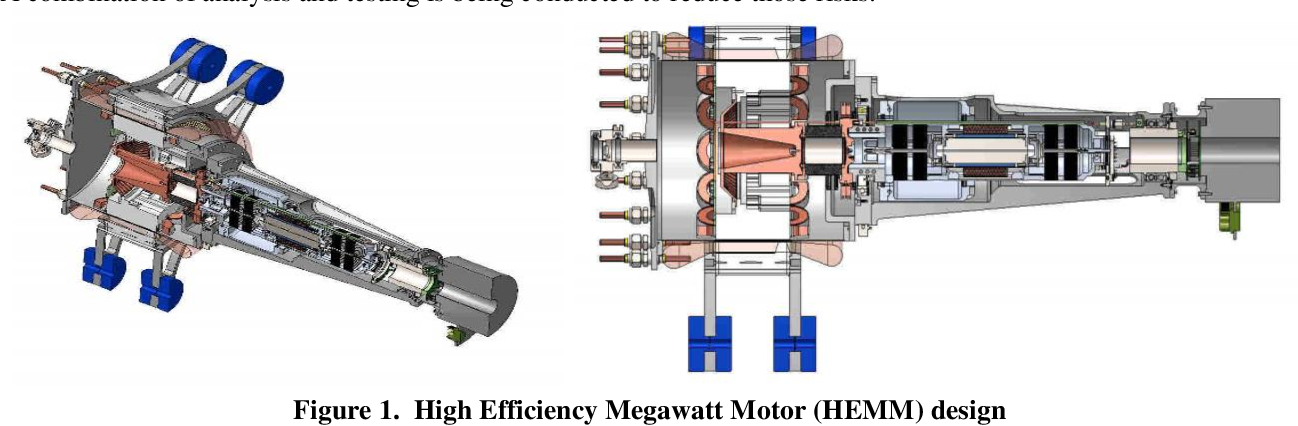 A combination of analysis and testing is being conducted to reduce those risks.
Figure 1.  High Efficiency Megawatt Motor (HEMM) design